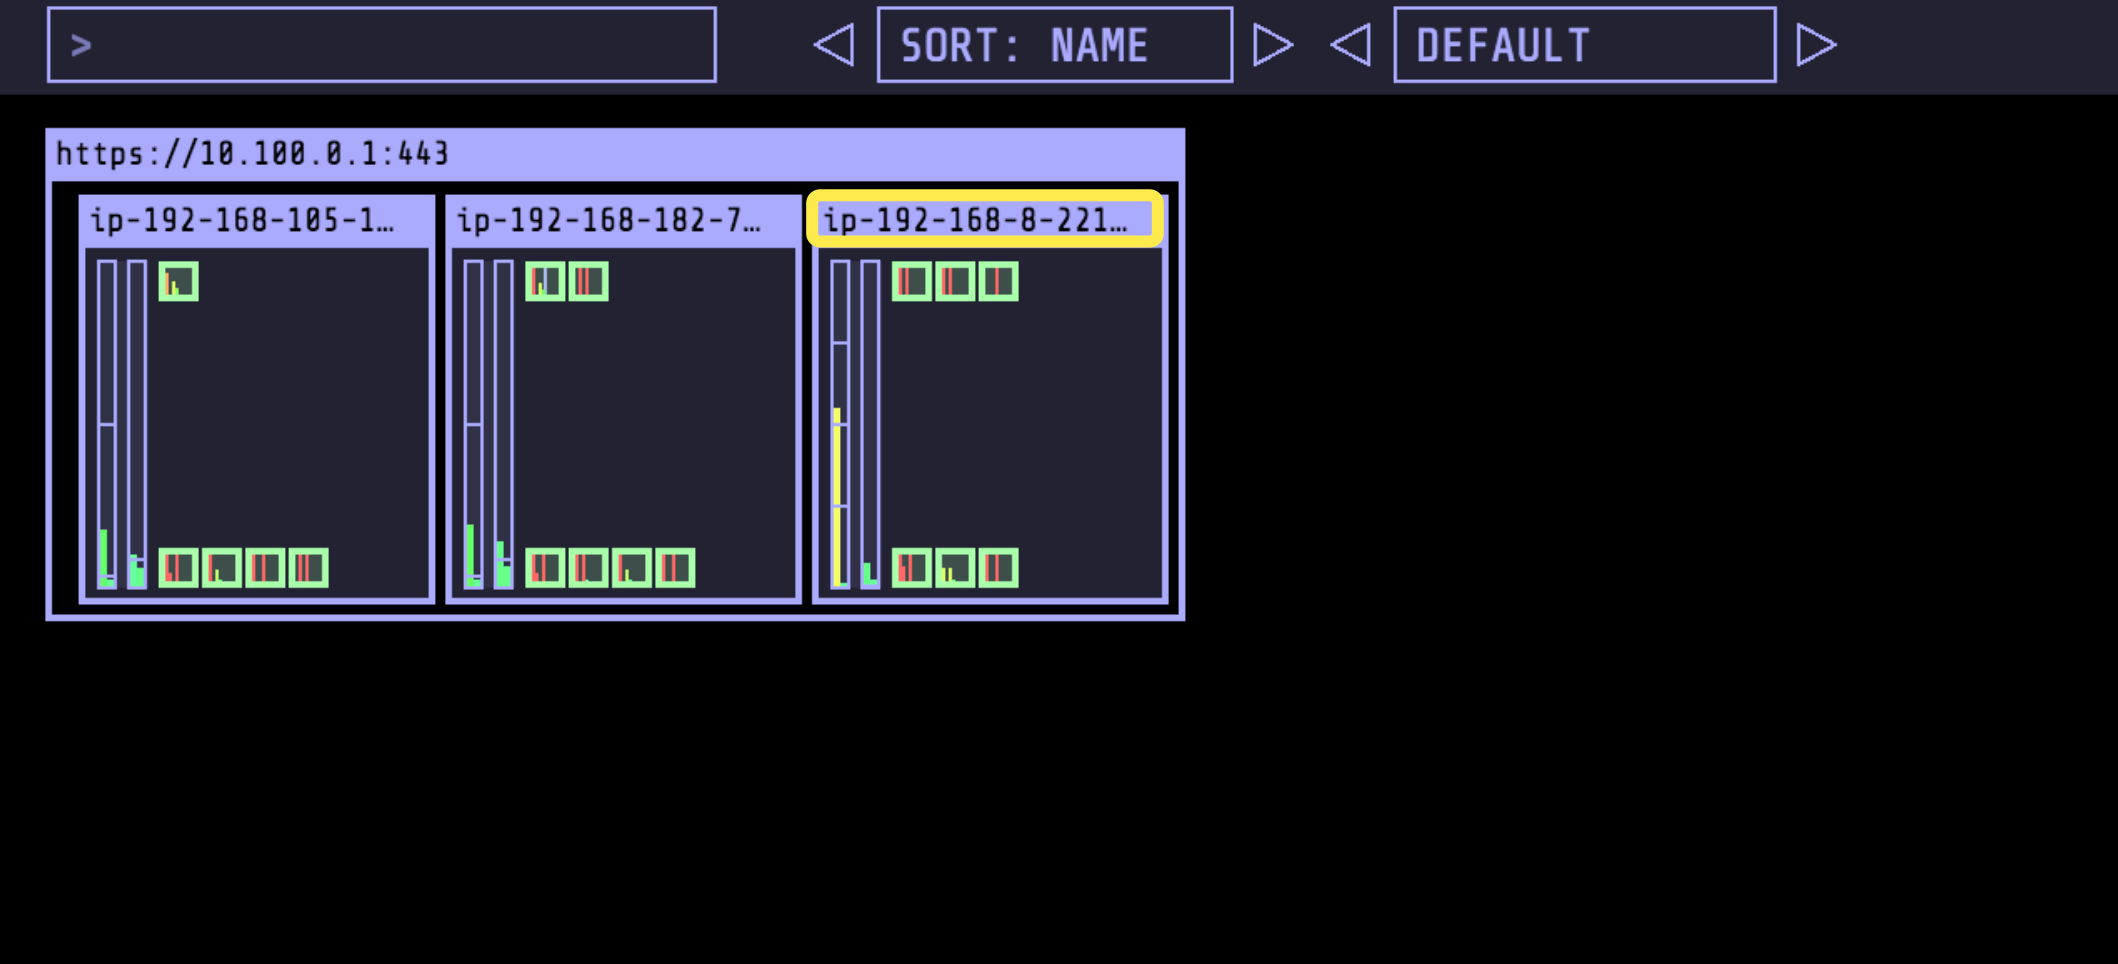 >
SORT: NAME
DEFAULT
https://10.100.0.1:443
ip-192-168-105-1…
ip-192-168-182-7…
ip-192-168-8-221…